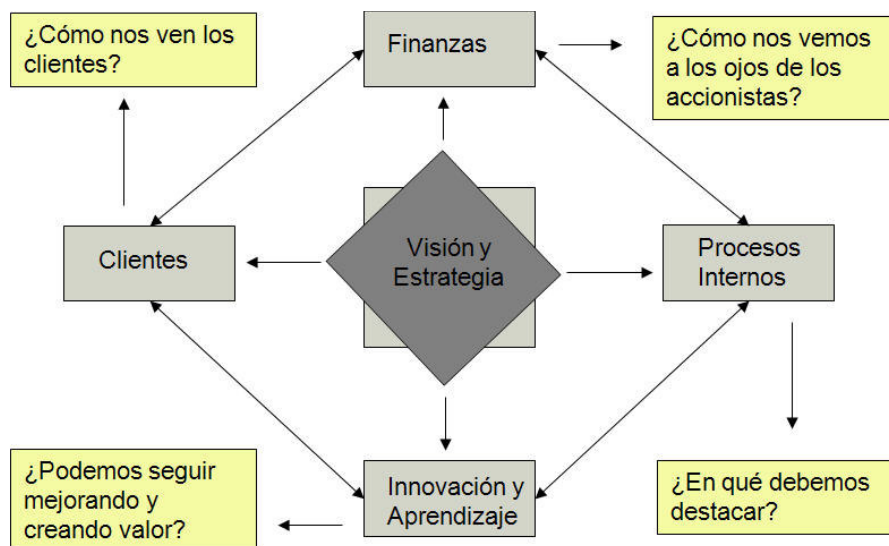 ¿Cómo nos ven los
clientes?
Finanzas
¿Cómo nos vemos
a los ojos de los
accionistas?
Clientes
Visión y
Estrategia
Procesos
Internos
¿Podemos seguir
mejorando y
creando valor?
Innovación y
Aprendizaje
¿En qué debemos
destacar?